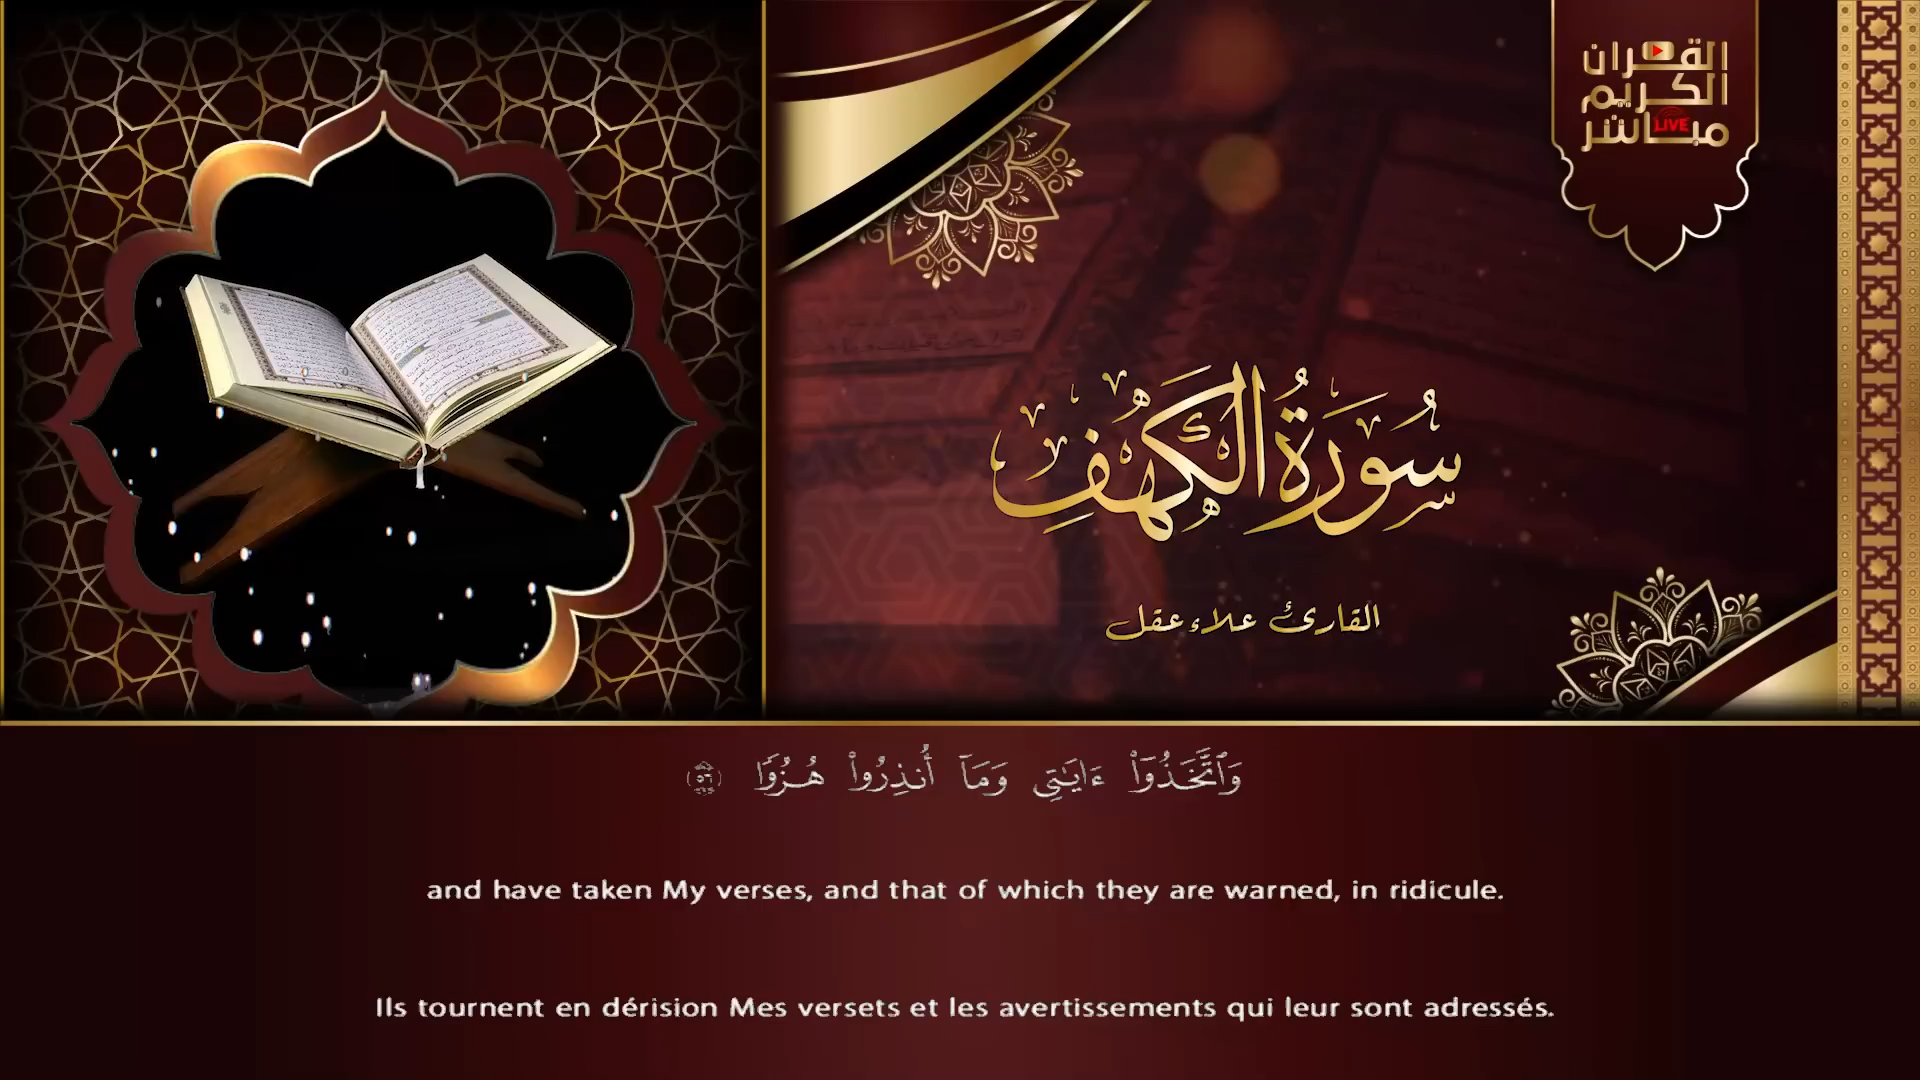 القرآن
الكريم
مباشر
LIVE
سُورَةُ الكَهْفِ
القارئ علاء عقل
وَٱتَّخَذُوٓا۟ ءَايَـٰتِى وَمَآ أُنذِرُوا۟ هُزُوًا ٥٦
and have taken My verses, and that of which they are warned, in ridicule.
Ils tournent en dérision Mes versets et les avertissements qui leur sont adressés.